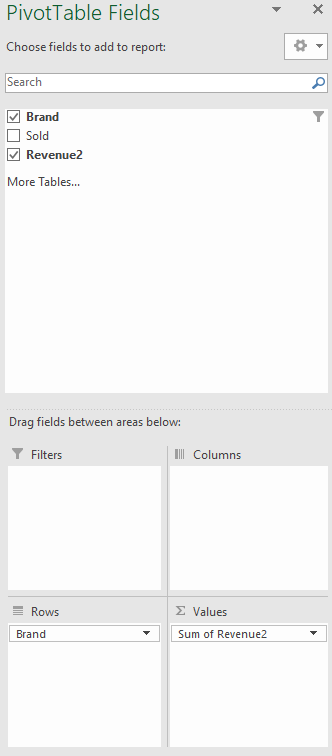 PivotTable Fields
Choose fields to add to report:
Search
Brand
Sold
Revenue2
More Tables...
Drag fields between areas below:
Filters
Columns
Rows
Σ Values
Brand
Sum of Revenue2